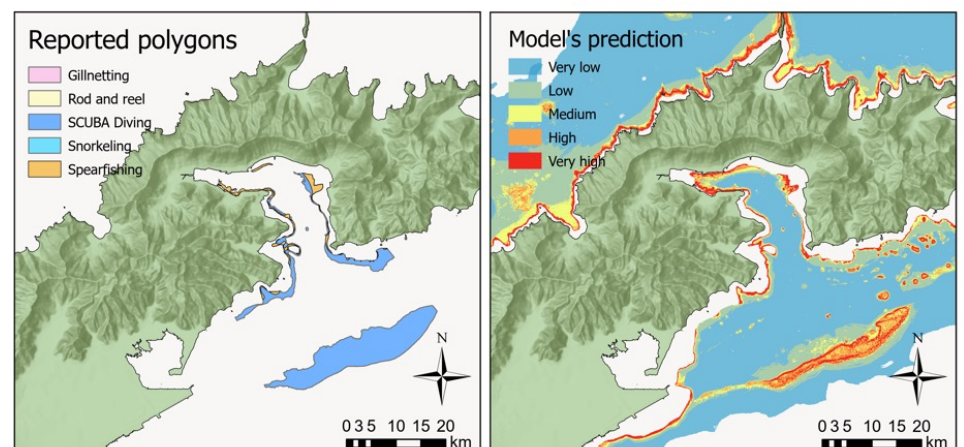 Reported polygons
Gillnetting
Rod and reel
SCUBA Diving
Snorkeling
Spearfishing
N
0 3 5 10 15 20
km
Model's prediction
Very low
Low
Medium
High
Very high
N
0 3 5 10 15 20
km